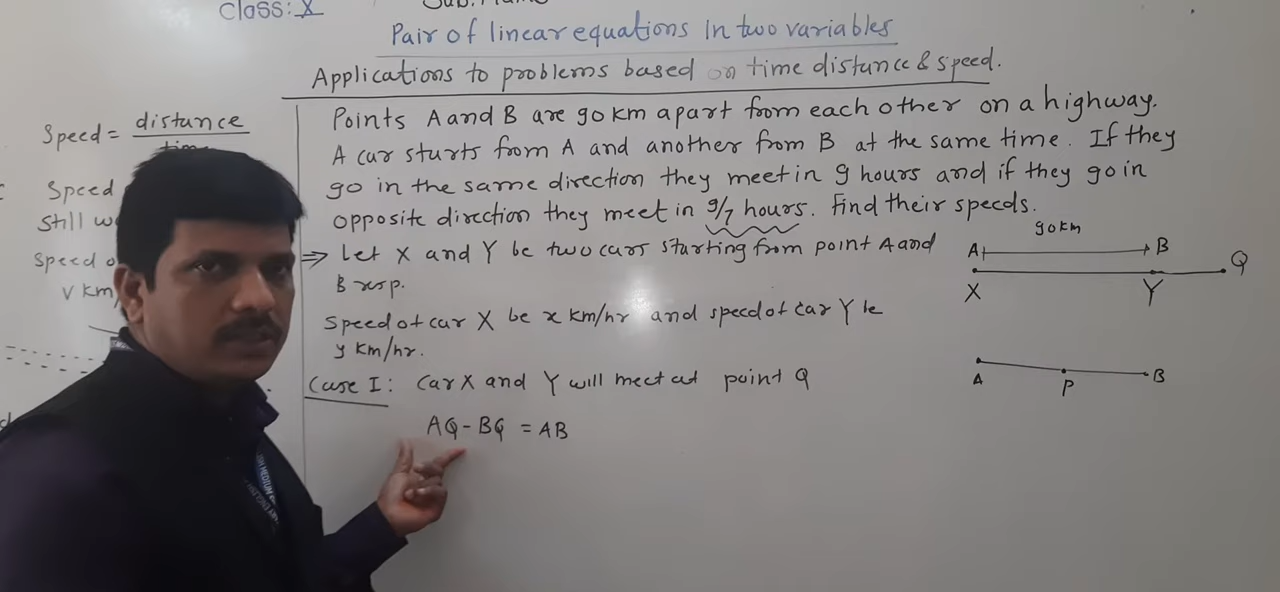 Class: X
Pair of linear equations In two variables
Applications to problems based on time distance & speed.
Speed = distance
Points A and B are 90 km apart from each other on a highway.
A car sturts from A and another from B at the same time. If they
go in the same direction they meet in 9 hours and if they go in
opposite direction they meet in 9/7 hours. Find their speeds.
⇒ Let X and Y be two cars starting from point A and
B resp.
Speed of car X be x km/hr and speed of car Y be
y km/hr.
Case I: Car X and Y will meet at point Q
AQ - BQ = AB
Speed
Still
Speed
V km/
90 km
A B Q
X Y
A P B